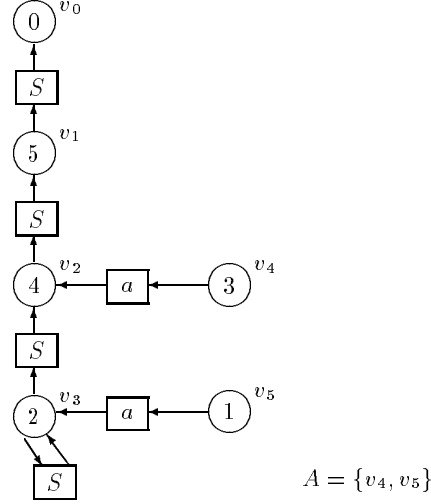 0 v₀
S
5 v₁
S
4 v₂ a 3 v₄
S
2 v₃ a 1 v₅
S A = {v₄, v₅}